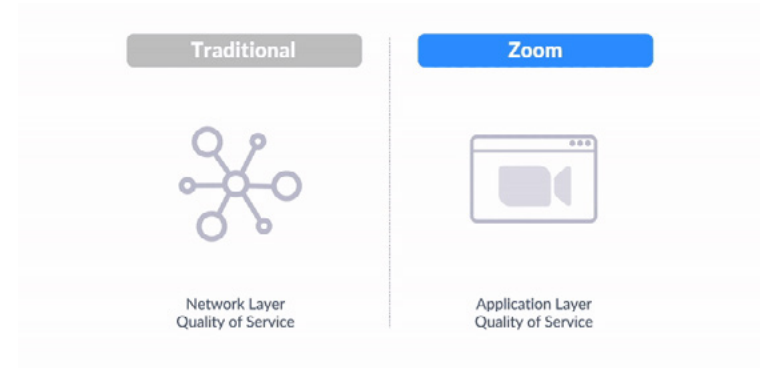 Traditional
Zoom
Network Layer
Quality of Service
Application Layer
Quality of Service